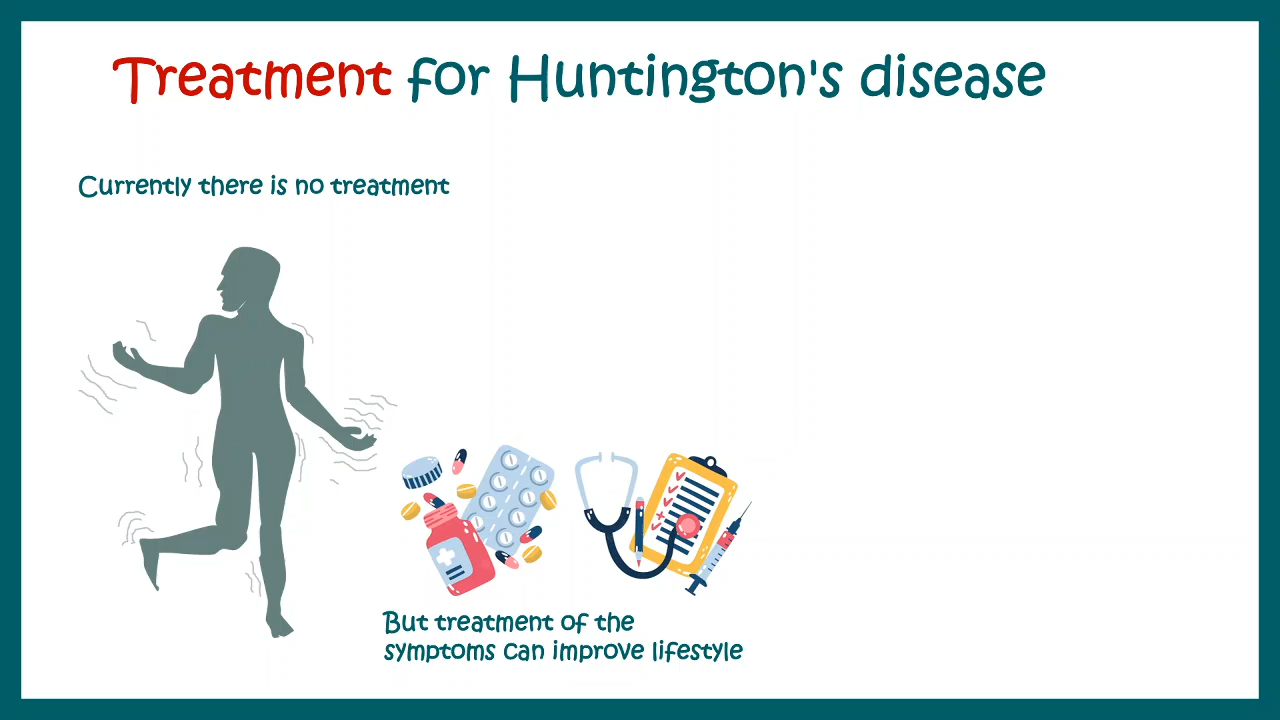 Treatment for Huntington's disease
Currently there is no treatment
But treatment of the
symptoms can improve lifestyle